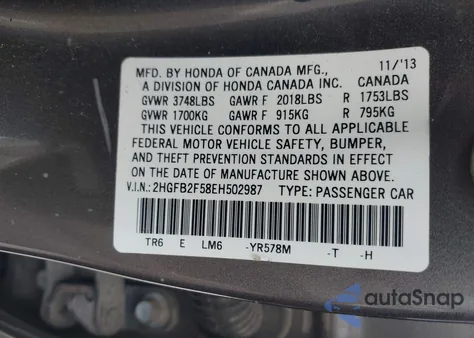 MFD. BY HONDA OF CANADA MFG., 11/'13
A DIVISION OF HONDA CANADA INC. CANADA
GVWR 3748LBS GAWR F 2018LBS R 1753LBS
GVWR 1700KG GAWR F 915KG R 795KG
THIS VEHICLE CONFORMS TO ALL APPLICABLE
FEDERAL MOTOR VEHICLE SAFETY, BUMPER,
AND THEFT PREVENTION STANDARDS IN EFFECT
ON THE DATE OF MANUFACTURE SHOWN ABOVE.
V.I.N.: 2HGFB2F58EH502987 TYPE: PASSENGER CAR
TR6 E LM6 -YR578M -T -H
autoSnap